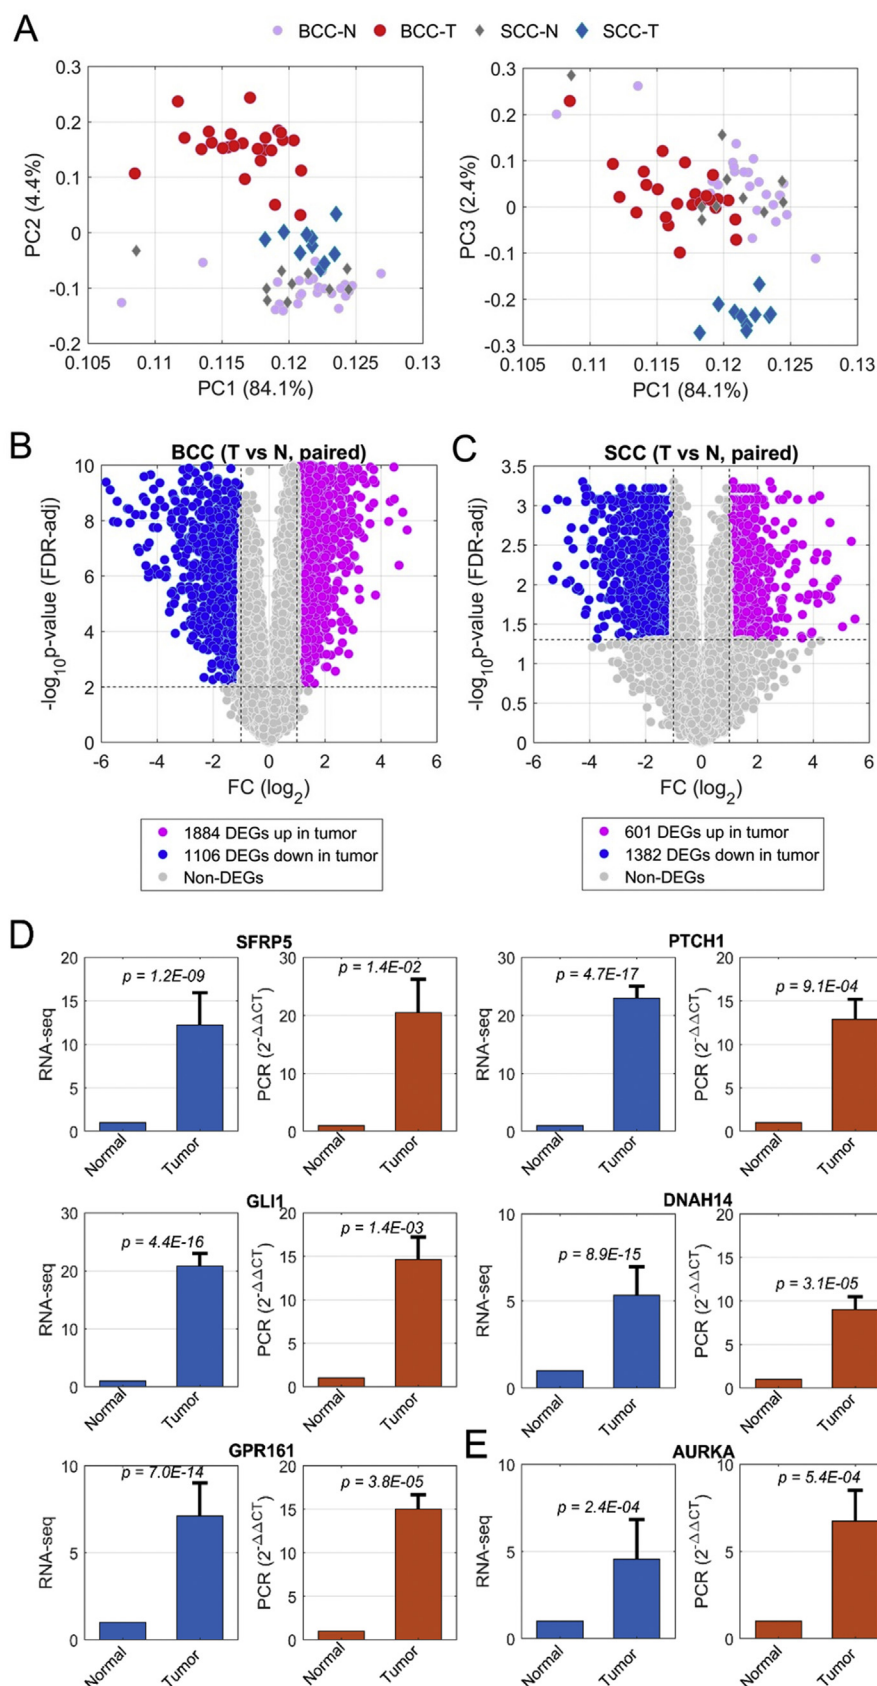 A
BCC-N BCC-T SCC-N SCC-T
0.3
0.2
0.1
0
-0.1
-0.2
PC2 (4.4%)
0.105 0.11 0.115 0.12 0.125 0.13
PC1 (84.1%)
0.3
0.2
0.1
0
-0.1
-0.2
-0.3
PC3 (2.4%)
0.105 0.11 0.115 0.12 0.125 0.13
PC1 (84.1%)
B
BCC (T vs N, paired)
10
8
6
4
2
0
-log10p-value (FDR-adj)
-6 -4 -2 0 2 4 6
FC (log2)
1884 DEGs up in tumor
1106 DEGs down in tumor
Non-DEGs
C
SCC (T vs N, paired)
3.5
3
2.5
2
1.5
1
0.5
0
-log10p-value (FDR-adj)
-6 -4 -2 0 2 4 6
FC (log2)
601 DEGs up in tumor
1382 DEGs down in tumor
Non-DEGs
D
SFRP5
20
15
10
5
0
RNA-seq
p = 1.2E-09
Normal Tumor
30
20
10
0
PCR (2-ΔΔCT)
p = 1.4E-02
Normal Tumor
PTCH1
30
20
10
0
RNA-seq
p = 4.7E-17
Normal Tumor
20
15
10
5
0
PCR (2-ΔΔCT)
p = 9.1E-04
Normal Tumor
GLI1
30
20
10
0
RNA-seq
p = 4.4E-16
Normal Tumor
20
15
10
5
0
PCR (2-ΔΔCT)
p = 1.4E-03
Normal Tumor
DNAH14
10
5
0
RNA-seq
p = 8.9E-15
Normal Tumor
20
15
10
5
0
PCR (2-ΔΔCT)
p = 3.1E-05
Normal Tumor
GPR161
10
5
0
RNA-seq
p = 7.0E-14
Normal Tumor
20
15
10
5
0
PCR (2-ΔΔCT)
p = 3.8E-05
Normal Tumor
E
AURKA
10
5
0
RNA-seq
p = 2.4E-04
Normal Tumor
10
5
0
PCR (2-ΔΔCT)
p = 5.4E-04
Normal Tumor